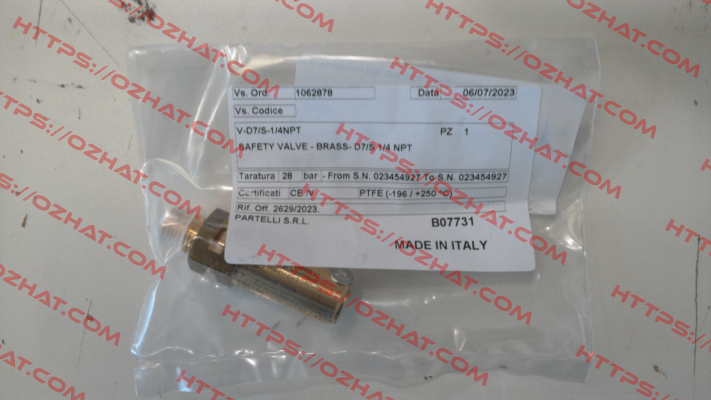 Vs. Ord. 1062878 Data 06/07/2023
Vs. Codice
V-D7/S-1/4NPT PZ 1
SAFETY VALVE - BRASS- D7/S 1/4 NPT
Taratura 28 bar - From S.N. 023454927 To S.N. 023454927
Certificati CE IV PTFE (-196 / +250 °C)
Rif. Off. 2629/2023.
PARTELLI S.R.L. B07731
MADE IN ITALY
HTTPS://OZHAT.COM